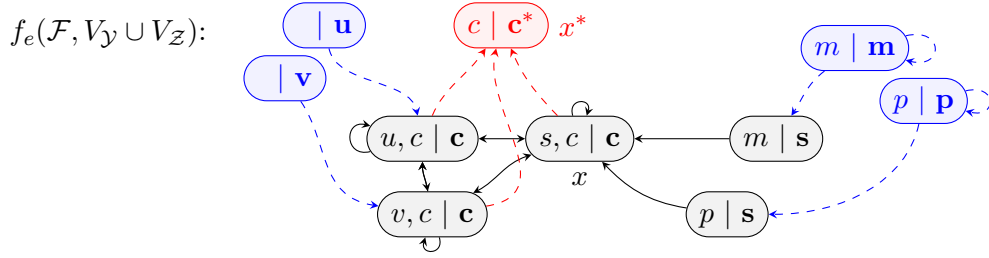 f_e(ℱ, V_𝒴 ∪ V_𝒵):
| 𝐮
c | 𝐜* x*
m | 𝐦
| 𝐯
p | 𝐩
u, c | 𝐜
s, c | 𝐜
m | 𝐬
x
v, c | 𝐜
p | 𝐬